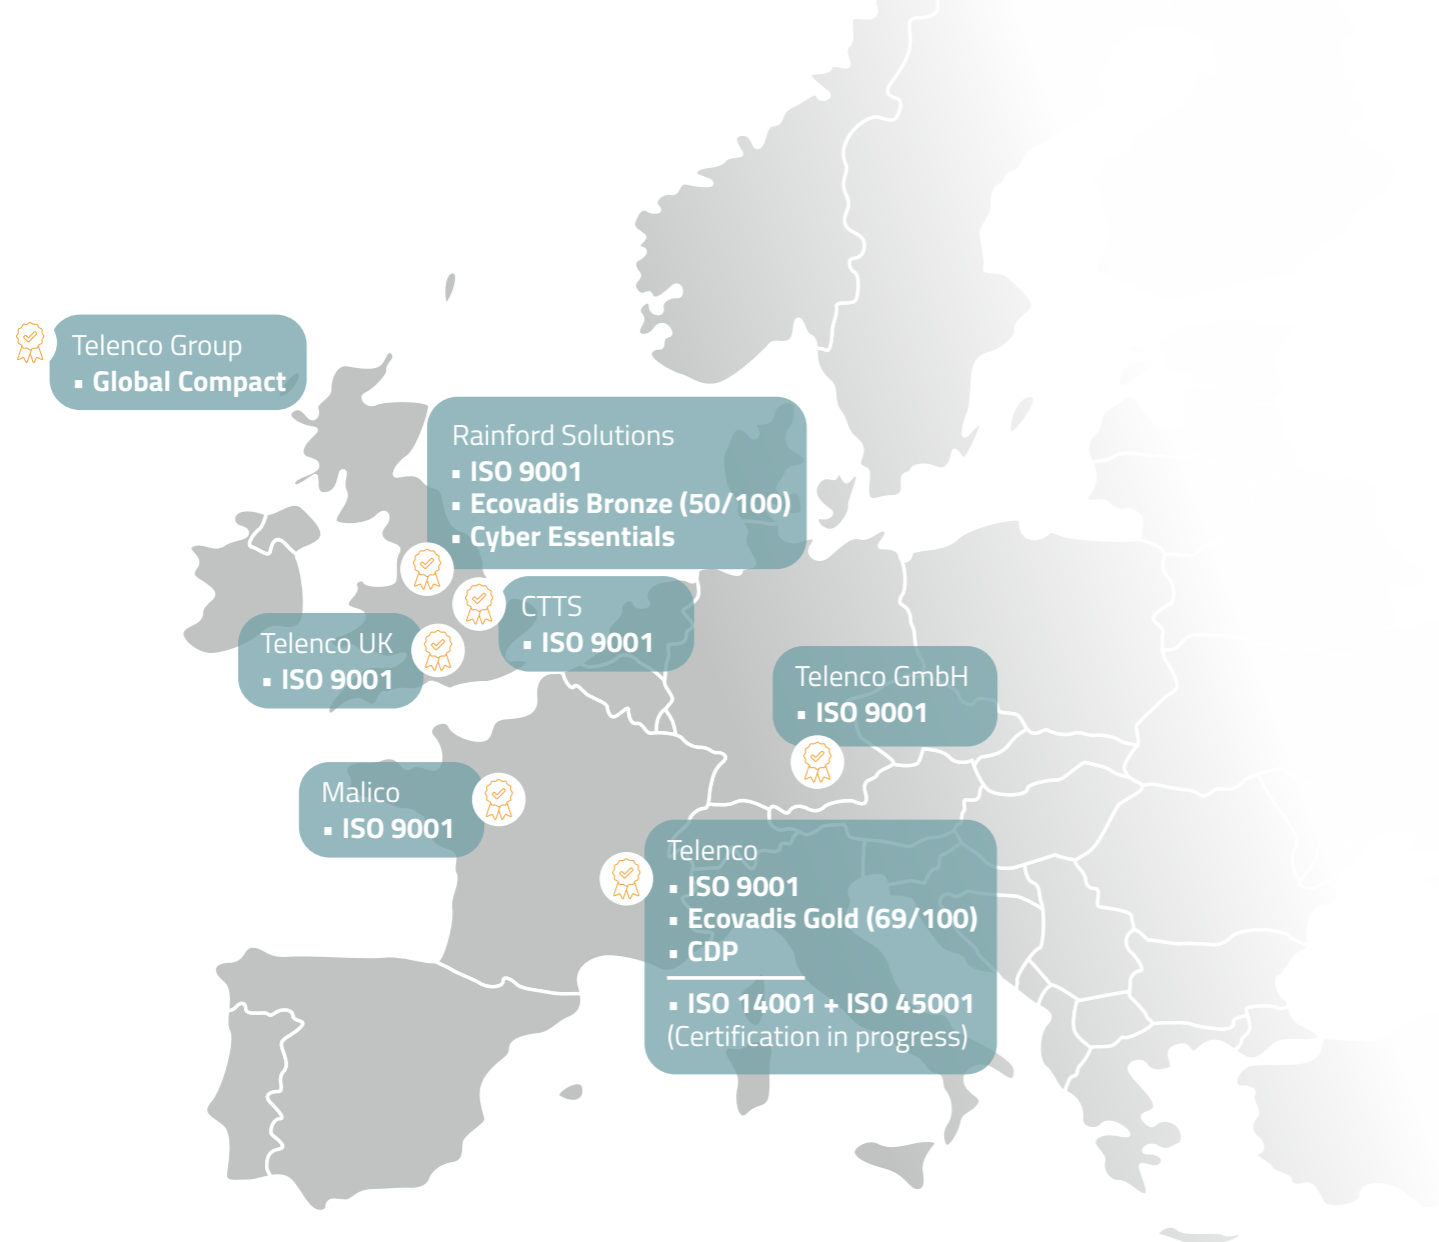 Telenco Group
▪ Global Compact
Rainford Solutions
▪ ISO 9001
▪ Ecovadis Bronze (50/100)
▪ Cyber Essentials
CTTS
▪ ISO 9001
Telenco UK
▪ ISO 9001
Telenco GmbH
▪ ISO 9001
Malico
▪ ISO 9001
Telenco
▪ ISO 9001
▪ Ecovadis Gold (69/100)
▪ CDP
▪ ISO 14001 + ISO 45001
(Certification in progress)